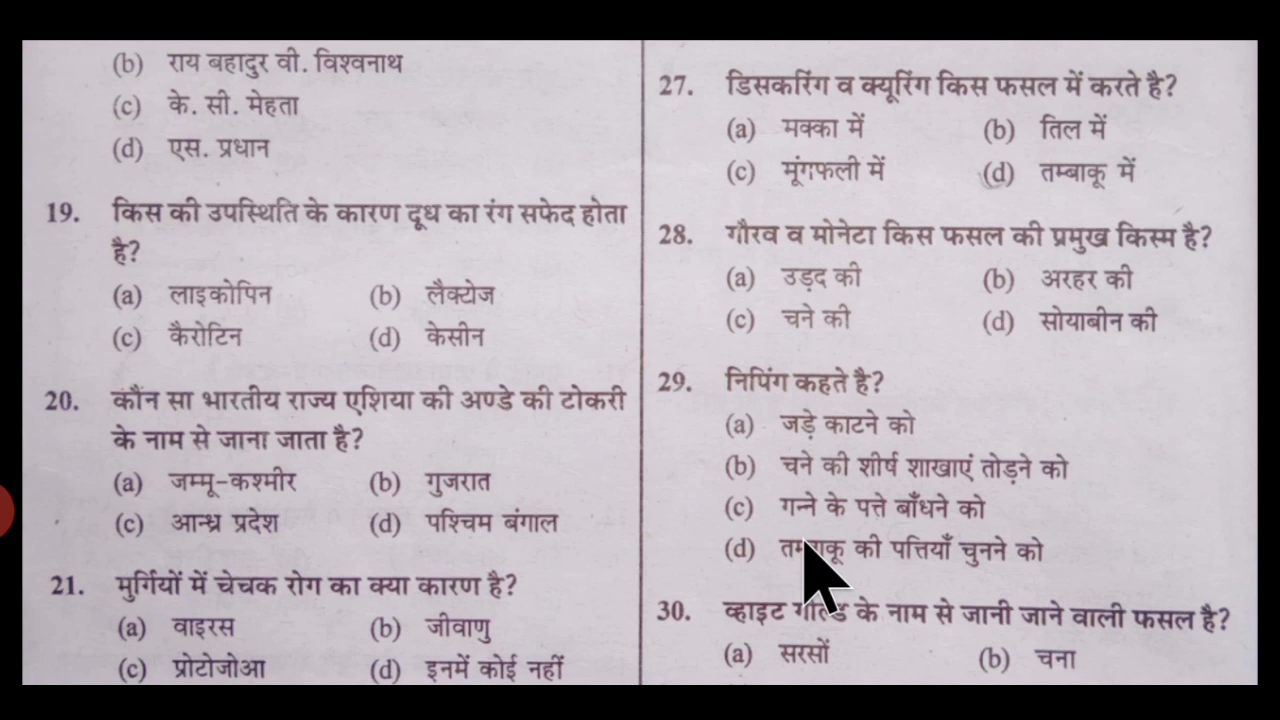 (b) राय बहादुर वी. विश्वनाथ
(c) के. सी. मेहता
(d) एस. प्रधान
19. किस की उपस्थिति के कारण दूध का रंग सफेद होता
है?
(a) लाइकोपिन (b) लैक्टोज
(c) कैरोटिन (d) केसीन
20. कौन सा भारतीय राज्य एशिया की अण्डे की टोकरी
के नाम से जाना जाता है?
(a) जम्मू-कश्मीर (b) गुजरात
(c) आन्ध्र प्रदेश (d) पश्चिम बंगाल
21. मुर्गियों में चेचक रोग का क्या कारण है?
(a) वाइरस (b) जीवाणु
(c) प्रोटोजोआ (d) इनमें कोई नहीं
27. डिसकरिंग व क्यूरिंग किस फसल में करते है?
(a) मक्का में (b) तिल में
(c) मूंगफली में (d) तम्बाकू में
28. गौरव व मोनेटा किस फसल की प्रमुख किस्म है?
(a) उड़द की (b) अरहर की
(c) चने की (d) सोयाबीन की
29. निपिंग कहते है?
(a) जड़े काटने को
(b) चने की शीर्ष शाखाएं तोड़ने को
(c) गन्ने के पत्ते बाँधने को
(d) तम्बाकू की पत्तियाँ चुनने को
30. व्हाइट गोल्ड के नाम से जानी जाने वाली फसल है?
(a) सरसों (b) चना